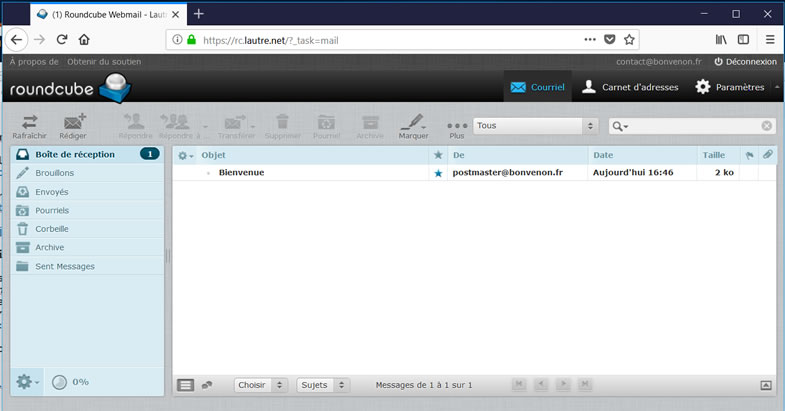 (1) Roundcube Webmail - Lautr
https://rc.lautre.net/?_task=mail
À propos de Obtenir du soutien contact@bonvenon.fr Déconnexion
roundcube Courriel Carnet d'adresses Paramètres
Rafraîchir Rédiger Répondre Répondre à ... Transférer Supprimer Pourriel Archive Marquer Plus Tous
Boîte de réception 1 Objet De Date Taille
Brouillons Bienvenue postmaster@bonvenon.fr Aujourd'hui 16:46 2 ko
Envoyés
Pourriels
Corbeille
Archive
Sent Messages
0% Choisir Sujets Messages de 1 à 1 sur 1